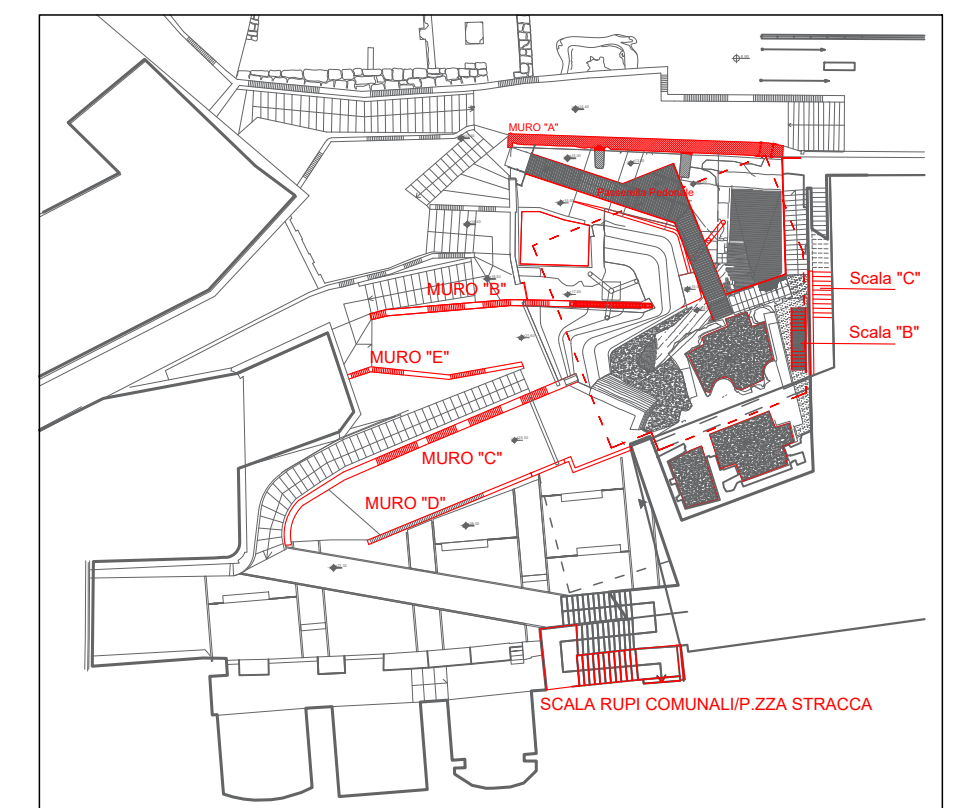 MURO "A"
Passerella Pedonale
Scala "C"
MURO "B"
Scala "B"
MURO "E"
MURO "C"
MURO "D"
SCALA RUPI COMUNALI/P.ZZA STRACCA